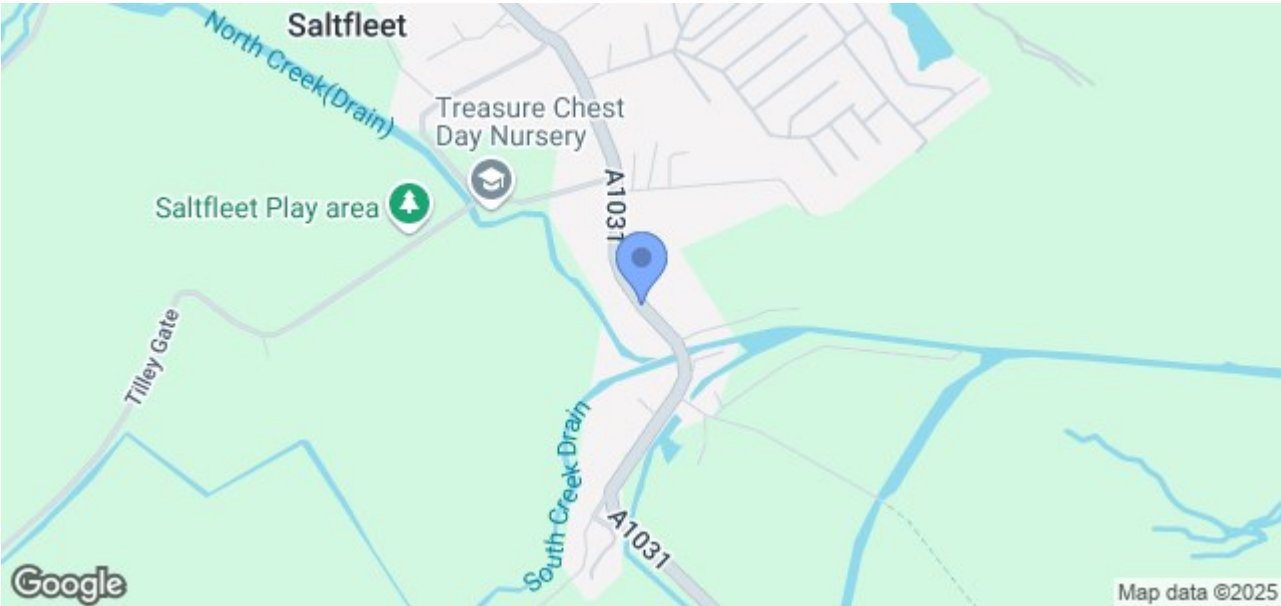 Saltfleet
North Creek(Drain)
Treasure Chest
Day Nursery
A1031
Saltfleet Play area
Tilley Gate
South Creek Drain
A1031
Google
Map data ©2025